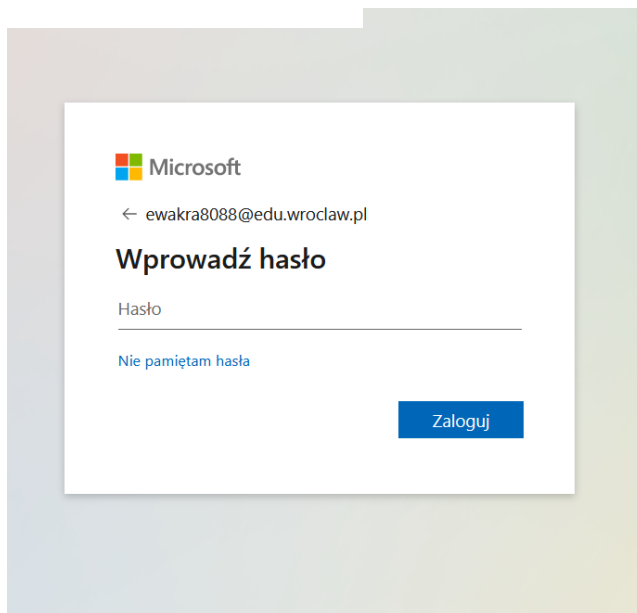 Microsoft
← ewakra8088@edu.wroclaw.pl
Wprowadź hasło
Hasło
Nie pamiętam hasła
Zaloguj